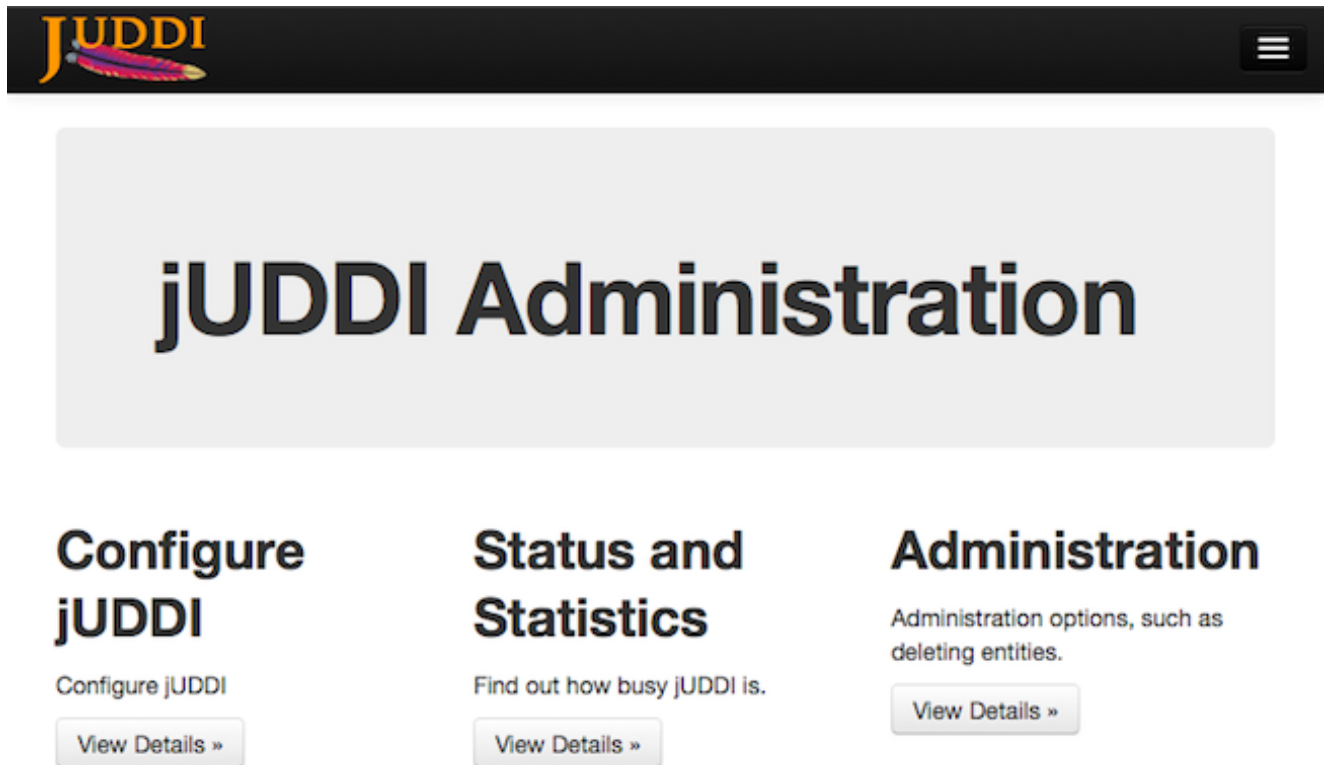 JUDDI
jUDDI Administration
Configure
jUDDI
Configure jUDDI
View Details »
Status and
Statistics
Find out how busy jUDDI is.
View Details »
Administration
Administration options, such as
deleting entities.
View Details »